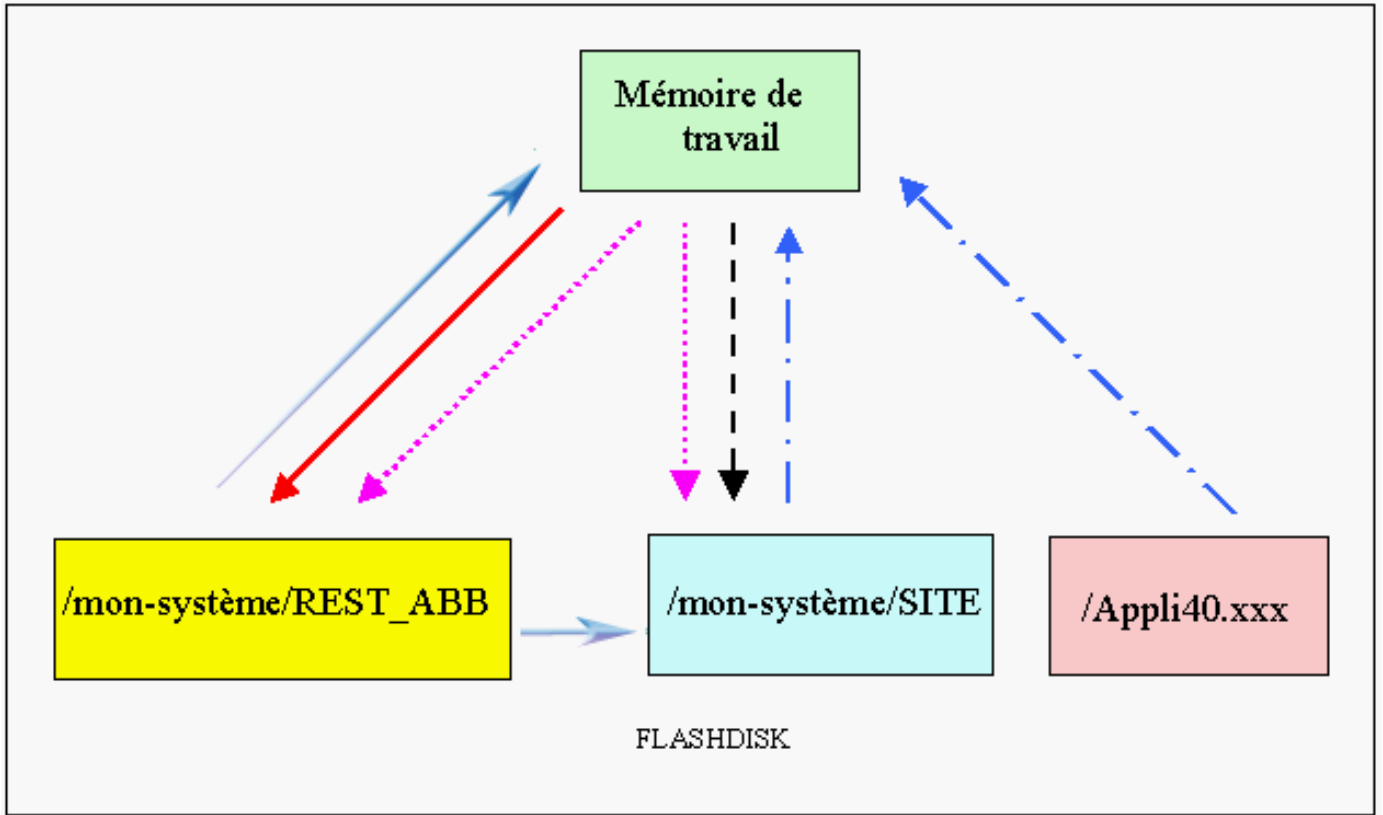 Mémoire de
travail
/mon-système/REST_ABB
/mon-système/SITE
/Appli40.xxx
FLASHDISK